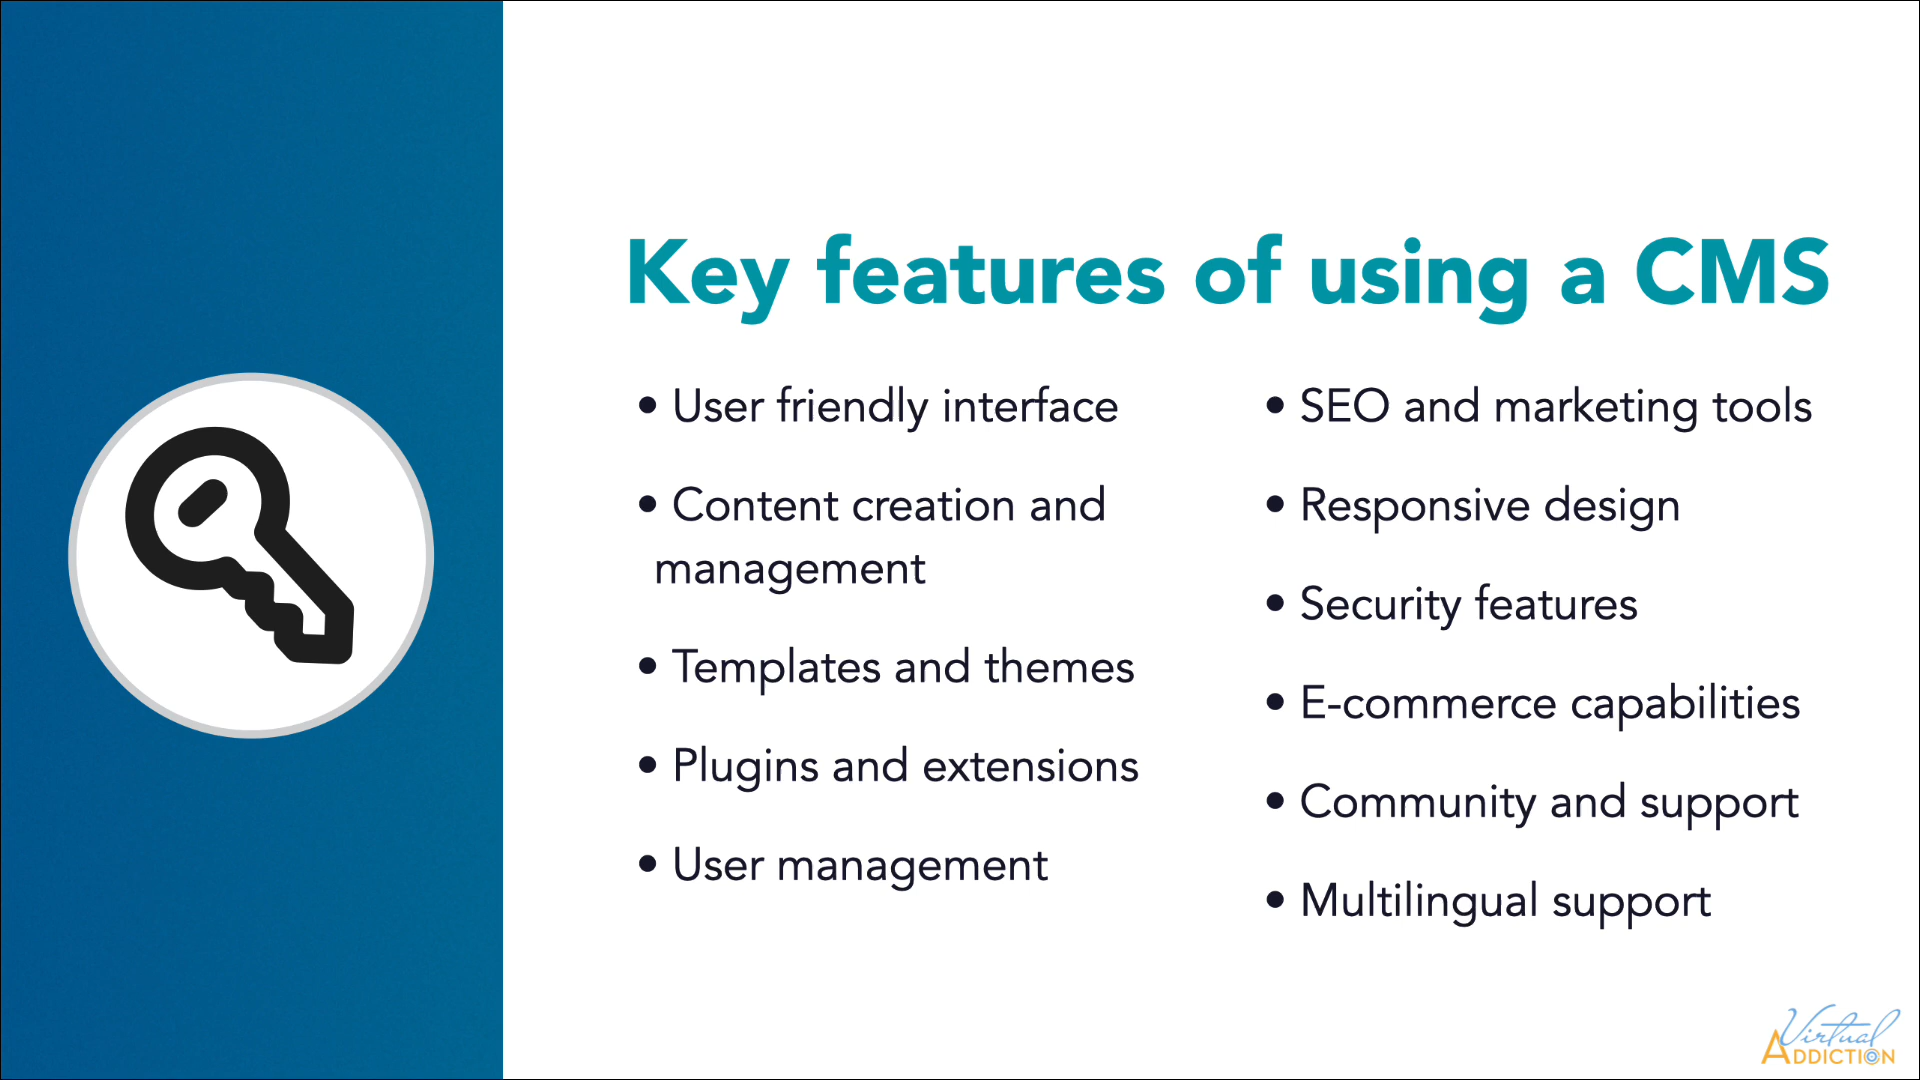 Key features of using a CMS
• User friendly interface
• Content creation and
management
• Templates and themes
• Plugins and extensions
• User management
• SEO and marketing tools
• Responsive design
• Security features
• E-commerce capabilities
• Community and support
• Multilingual support
Virtual
ADDICTION